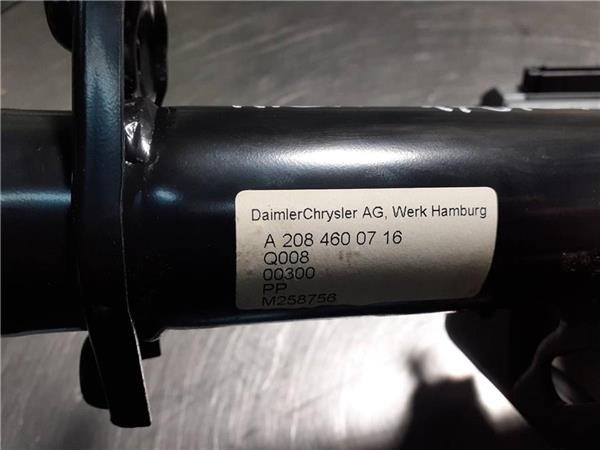 DaimlerChrysler AG, Werk Hamburg
A 208 460 07 16
Q008
00300
PP
M258756